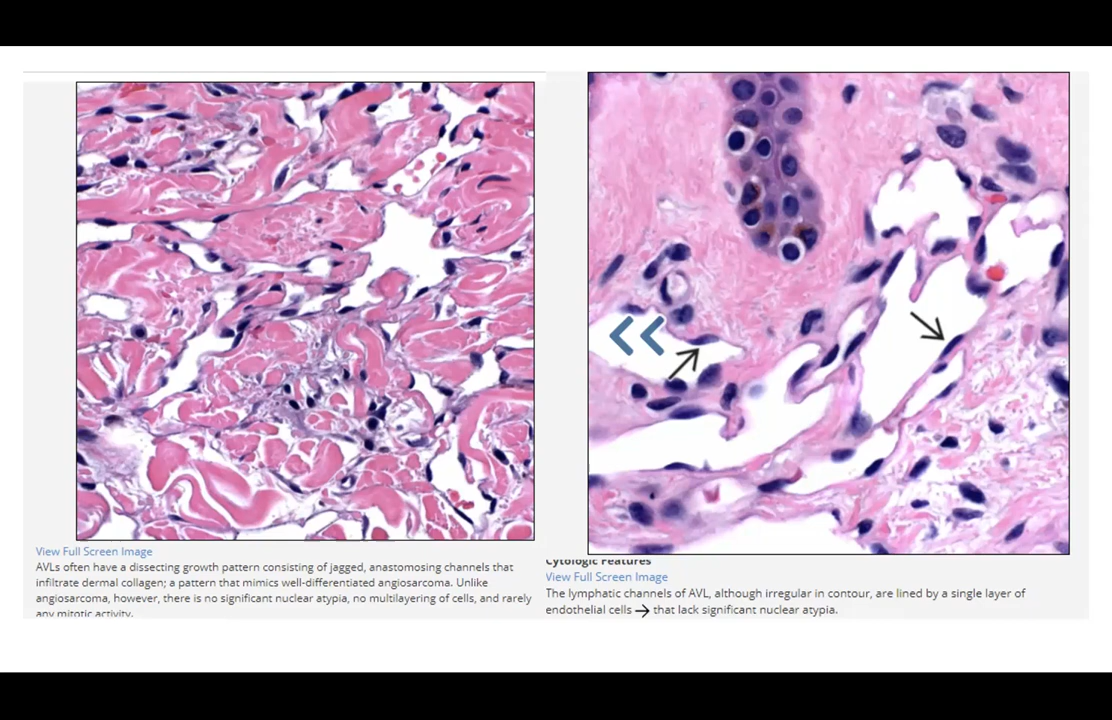 View Full Screen Image
AVLs often have a dissecting growth pattern consisting of jagged, anastomosing channels that
infiltrate dermal collagen; a pattern that mimics well-differentiated angiosarcoma. Unlike
angiosarcoma, however, there is no significant nuclear atypia, no multilayering of cells, and rarely
any mitotic activity.
Cytologic Features
View Full Screen Image
The lymphatic channels of AVL, although irregular in contour, are lined by a single layer of
endothelial cells → that lack significant nuclear atypia.